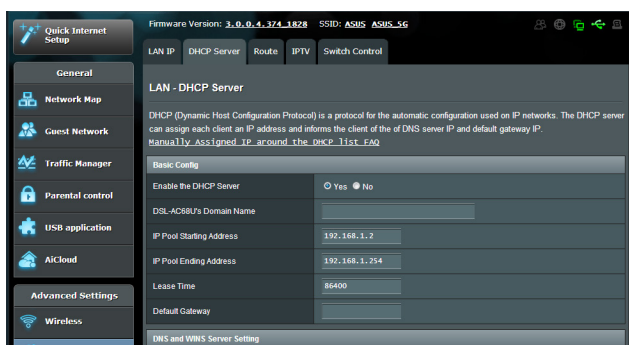 Quick Internet
Setup
Firmware Version: 3.0.0.4.374_1828 SSID: ASUS ASUS_5G
LAN IP DHCP Server Route IPTV Switch Control
General
Network Map
Guest Network
Traffic Manager
Parental control
USB application
AiCloud
Advanced Settings
Wireless
LAN - DHCP Server
DHCP (Dynamic Host Configuration Protocol) is a protocol for the automatic configuration used on IP networks. The DHCP server
can assign each client an IP address and informs the client of the of DNS server IP and default gateway IP.
Manually Assigned IP around the DHCP list FAQ
Basic Config
Enable the DHCP Server Yes No
DSL-AC68U's Domain Name
IP Pool Starting Address 192.168.1.2
IP Pool Ending Address 192.168.1.254
Lease Time 86400
Default Gateway
DNS and WINS Server Setting